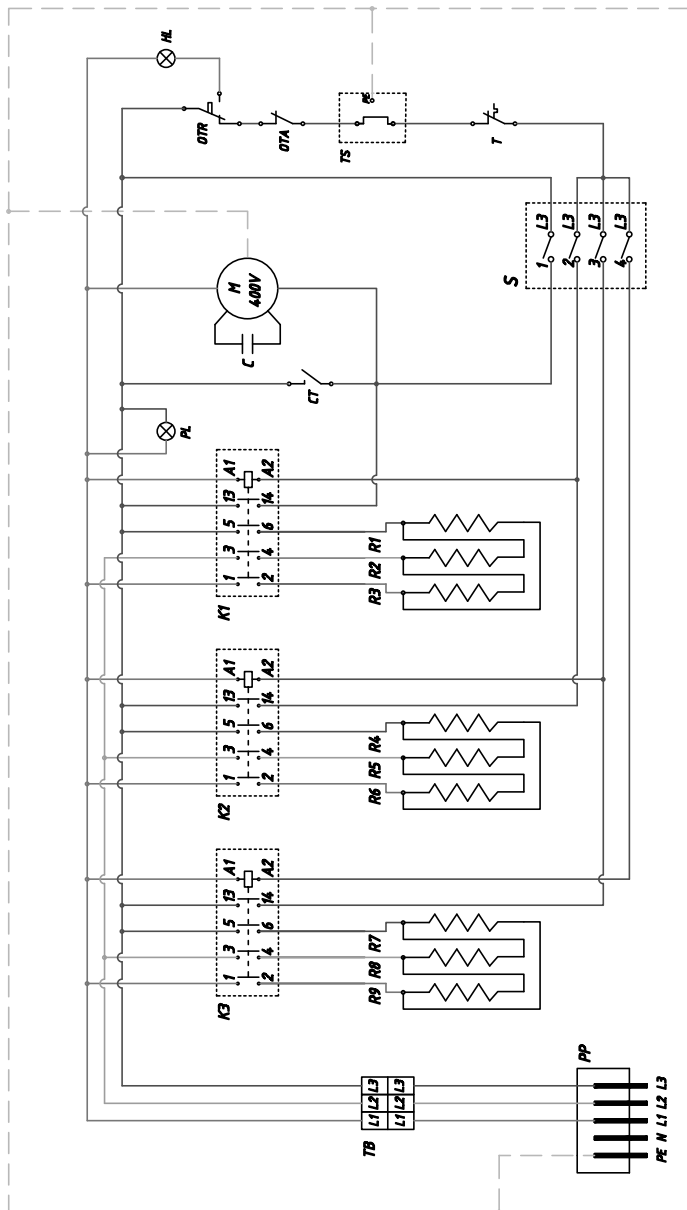 HL
OTR
OTA
TS
PE
T
S
1 L3
2 L3
3 L3
4 L3
M
400V
C
CT
PL
K1
A1 A2
13 14
5 6
3 4
1 2
R1
R2
R3
K2
A1 A2
13 14
5 6
3 4
1 2
R4
R5
R6
K3
A1 A2
13 14
5 6
3 4
1 2
R7
R8
R9
TB
L1 L2 L3
L1 L2 L3
PP
PE N L1 L2 L3